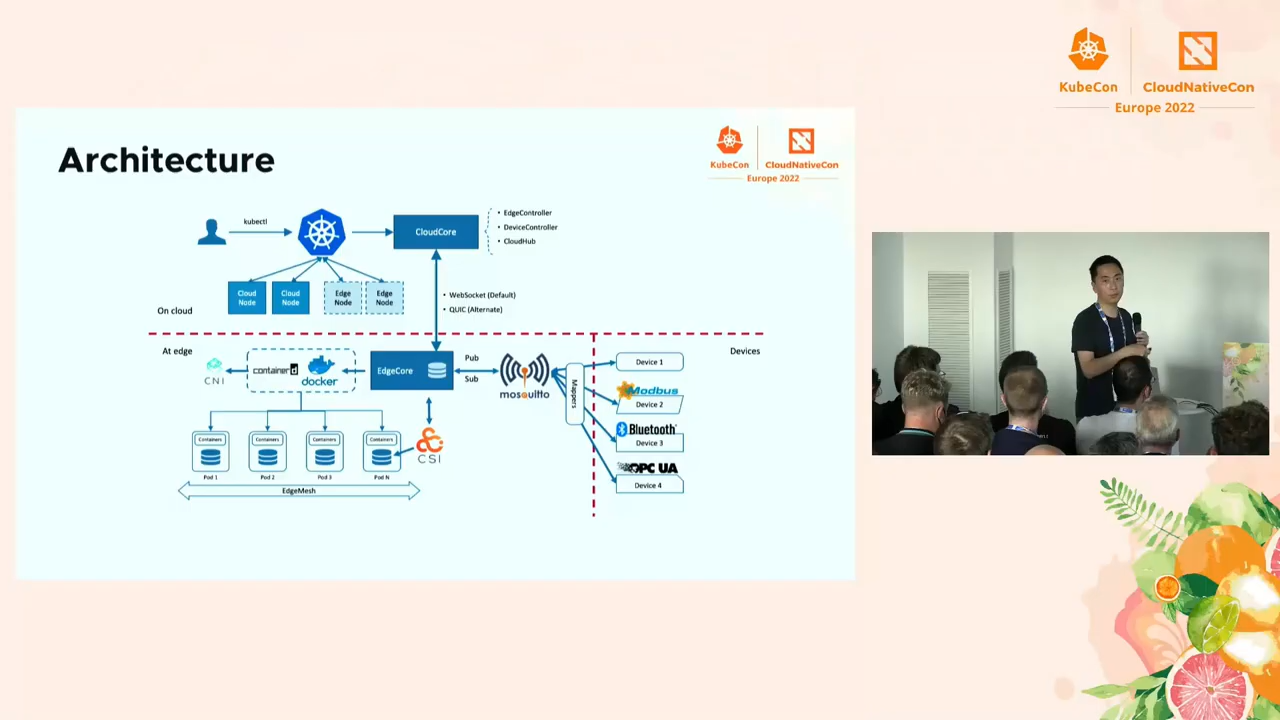 KubeCon
CloudNativeCon
Europe 2022
Architecture
KubeCon
CloudNativeCon
Europe 2022
kubectl
CloudCore
• EdgeController
• DeviceController
• CloudHub
Cloud Node
Cloud Node
Edge Node
Edge Node
• WebSocket (Default)
• QUIC (Alternate)
On cloud
At edge
Devices
CNI
containerd
docker
EdgeCore
Pub
Sub
mosquitto
Mappers
Device 1
Modbus
Device 2
Bluetooth
Device 3
OPC UA
Device 4
Containers
Containers
Containers
Containers
CSI
Pod 1
Pod 2
Pod 3
Pod N
EdgeMesh